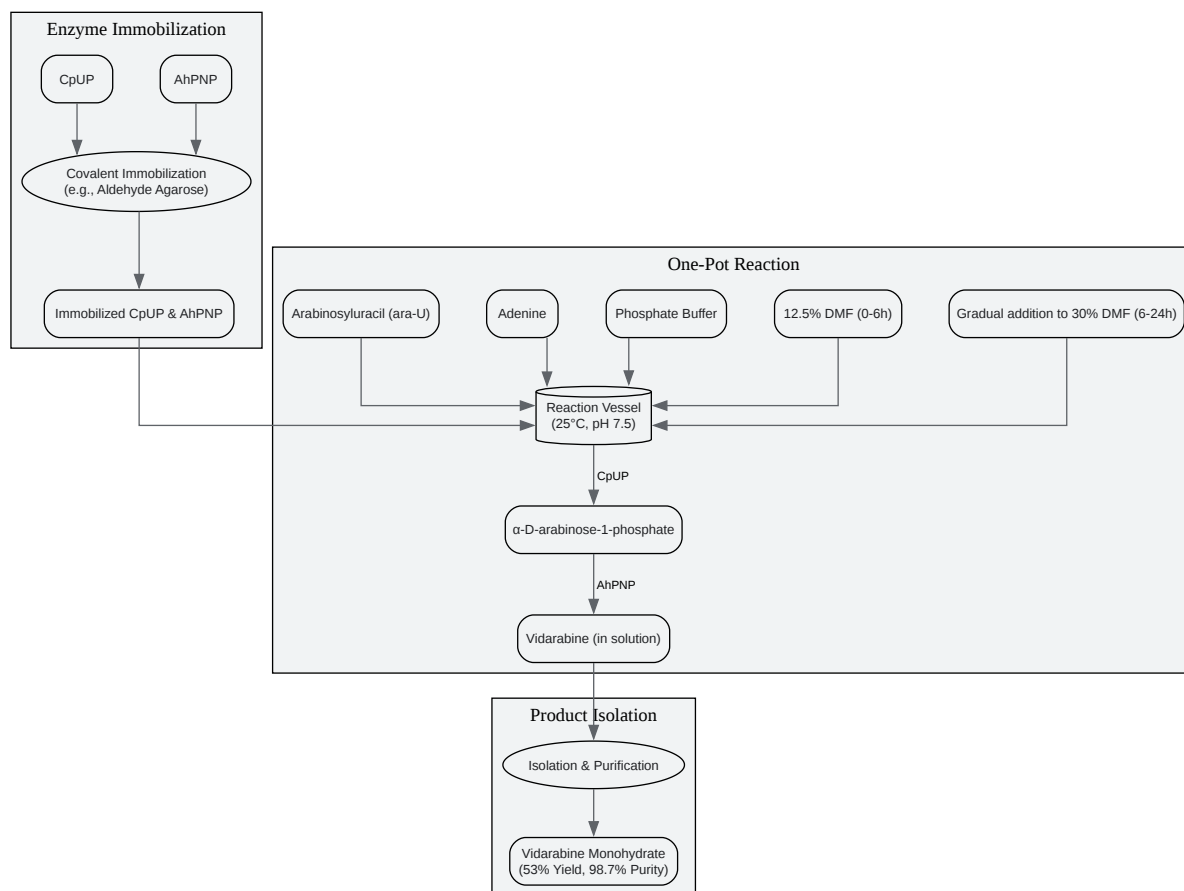 Enzyme Immobilization
CpUP
AhPNP
Covalent Immobilization
(e.g., Aldehyde Agarose)
Immobilized CpUP & AhPNP
One-Pot Reaction
Arabinosyluracil (ara-U)
Adenine
Phosphate Buffer
12.5% DMF (0-6h)
Gradual addition to 30% DMF (6-24h)
Reaction Vessel
(25°C, pH 7.5)
CpUP
α-D-arabinose-1-phosphate
AhPNP
Vidarabine (in solution)
Product Isolation
Isolation & Purification
Vidarabine Monohydrate
(53% Yield, 98.7% Purity)